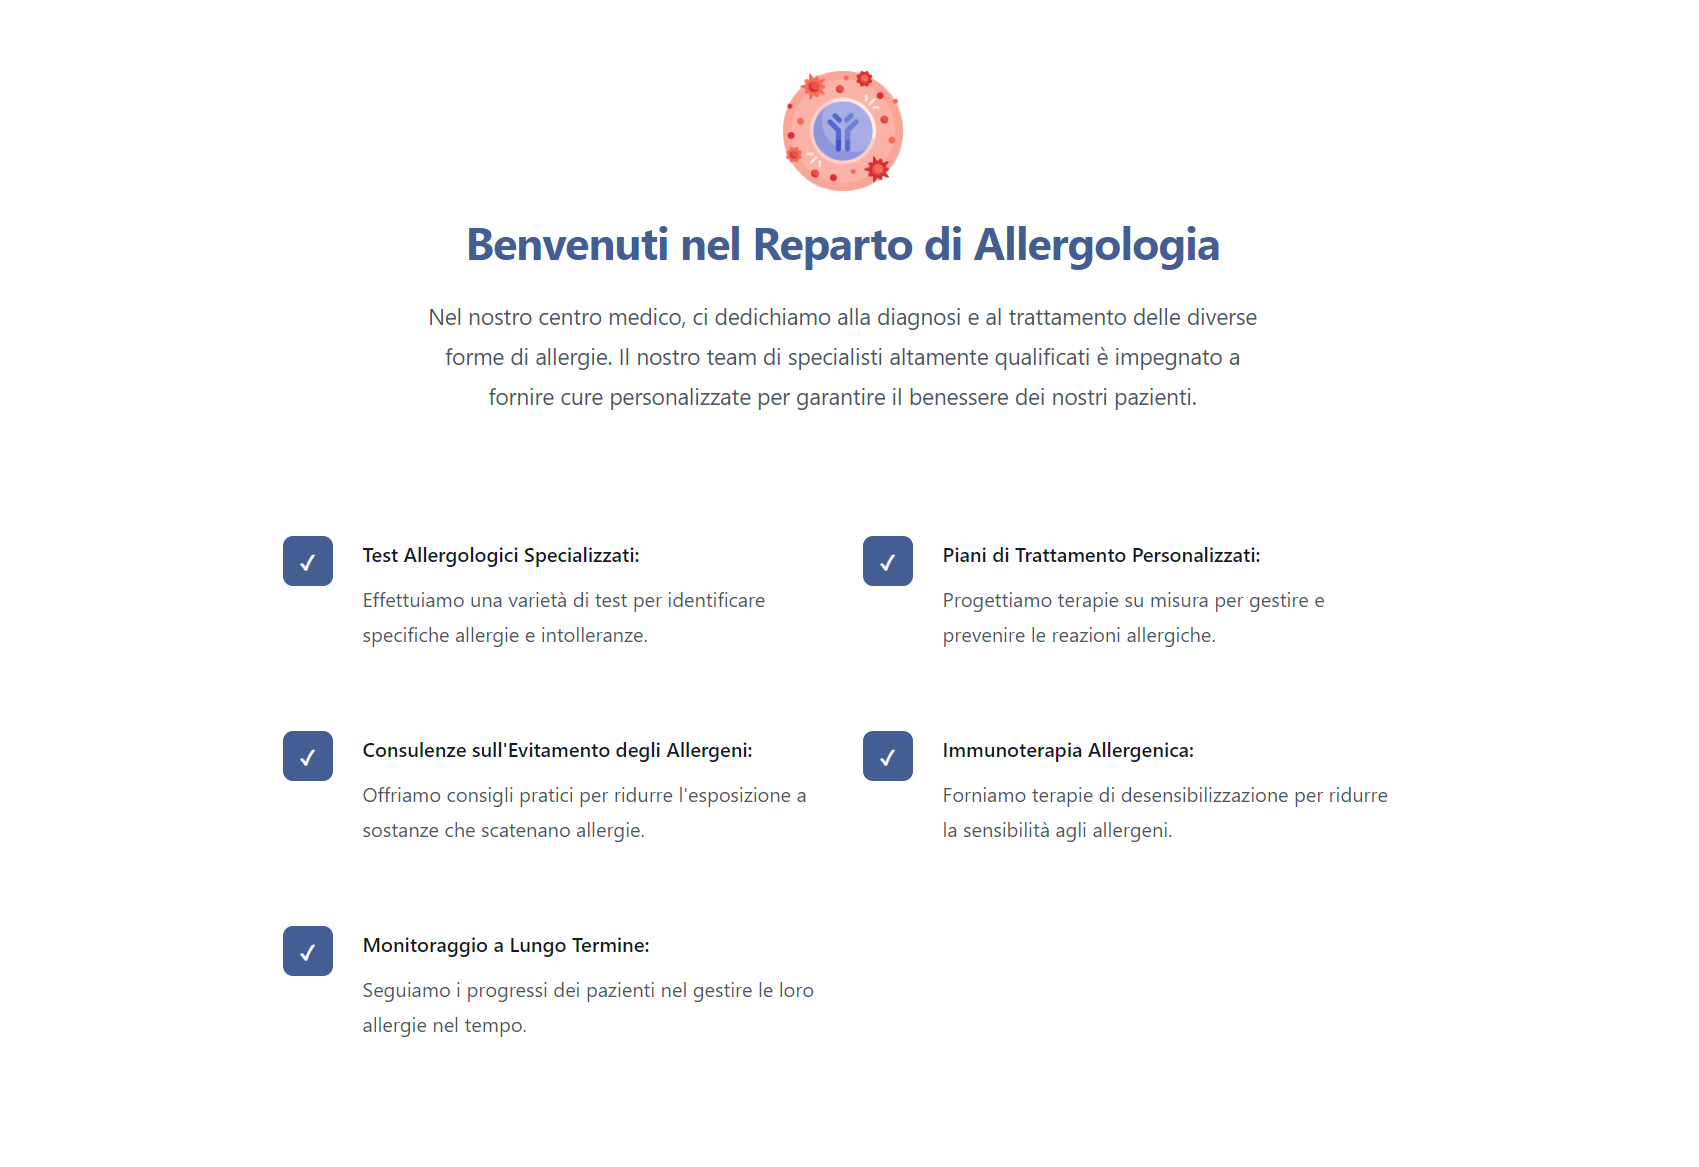 Benvenuti nel Reparto di Allergologia
Nel nostro centro medico, ci dedichiamo alla diagnosi e al trattamento delle diverse
forme di allergie. Il nostro team di specialisti altamente qualificati è impegnato a
fornire cure personalizzate per garantire il benessere dei nostri pazienti.
Test Allergologici Specializzati:
Effettuiamo una varietà di test per identificare
specifiche allergie e intolleranze.
Piani di Trattamento Personalizzati:
Progettiamo terapie su misura per gestire e
prevenire le reazioni allergiche.
Consulenze sull'Evitamento degli Allergeni:
Offriamo consigli pratici per ridurre l'esposizione a
sostanze che scatenano allergie.
Immunoterapia Allergenica:
Forniamo terapie di desensibilizzazione per ridurre
la sensibilità agli allergeni.
Monitoraggio a Lungo Termine:
Seguiamo i progressi dei pazienti nel gestire le loro
allergie nel tempo.